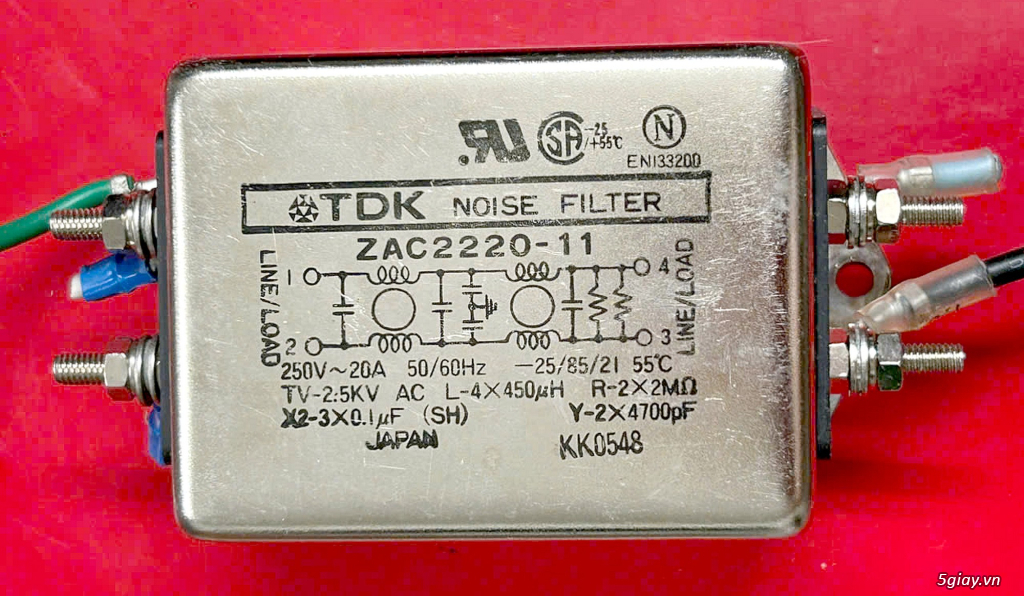 RU SA -25/+55℃ N
EN133200
TDK NOISE FILTER
ZAC2220-11
LINE/LOAD
1
2
4
3
LINE/LOAD
250V~20A 50/60Hz -25/85/21 55℃
TV-2.5KV AC L-4×450μH R-2×2MΩ
X2-3×0.1μF (SH) Y-2×4700pF
JAPAN KK0548
5giay.vn